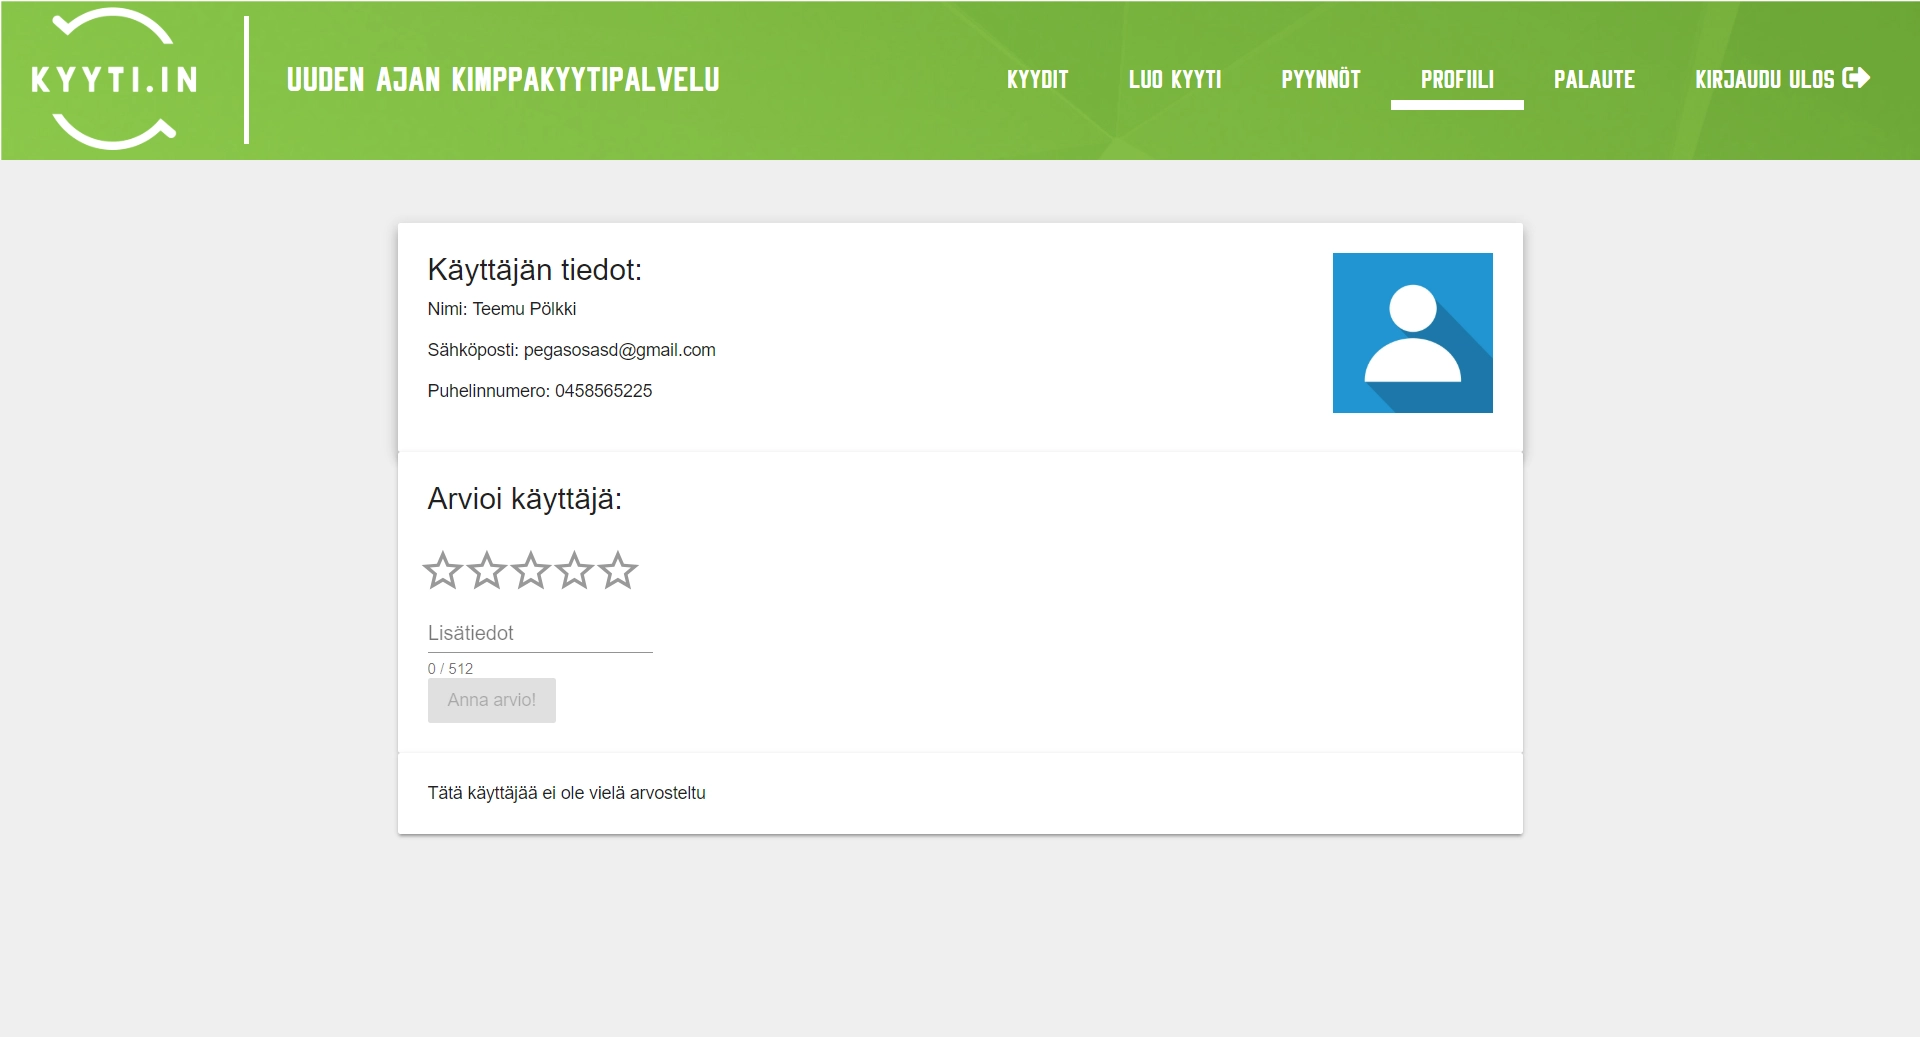 KYYTI.IN
UUDEN AJAN KIMPPAKYYTIPALVELU
KYYDIT
LUO KYYTI
PYYNNÖT
PROFIILI
PALAUTE
KIRJAUDU ULOS
Käyttäjän tiedot:
Nimi: Teemu Pölkki
Sähköposti: pegasosasd@gmail.com
Puhelinnumero: 0458565225
Arvioi käyttäjä:
Lisätiedot
0 / 512
Anna arvio!
Tätä käyttäjää ei ole vielä arvosteltu